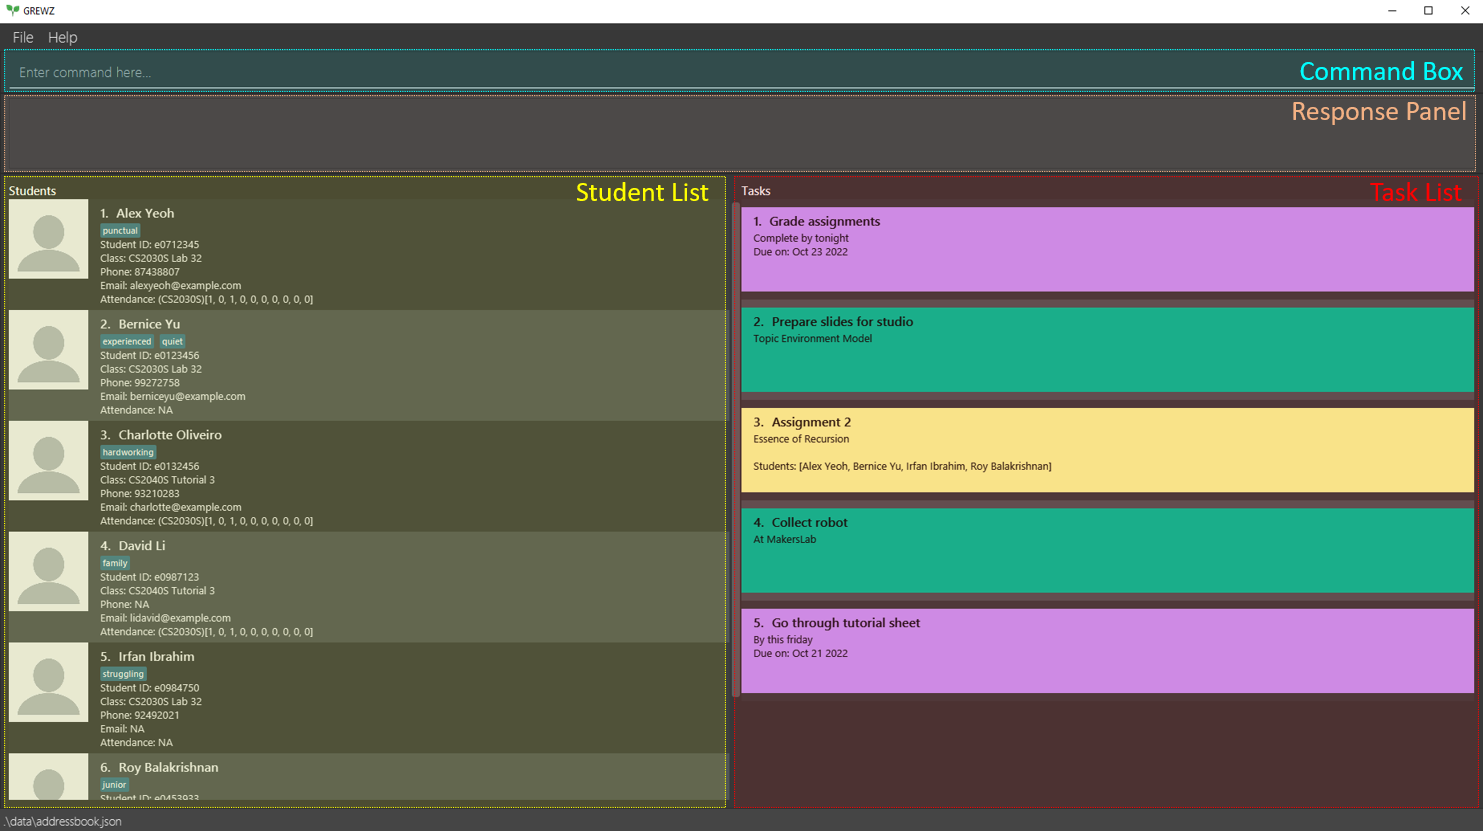 GREWZ
File Help
Enter command here...
Command Box
Response Panel
Students
Student List
1. Alex Yeoh
punctual
Student ID: e0712345
Class: CS2030S Lab 32
Phone: 87438807
Email: alexyeoh@example.com
Attendance: (CS2030S)[1, 0, 1, 0, 0, 0, 0, 0, 0, 0]
2. Bernice Yu
experienced quiet
Student ID: e0123456
Class: CS2030S Lab 32
Phone: 99272758
Email: berniceyu@example.com
Attendance: NA
3. Charlotte Oliveiro
hardworking
Student ID: e0132456
Class: CS2040S Tutorial 3
Phone: 93210283
Email: charlotte@example.com
Attendance: (CS2030S)[1, 0, 1, 0, 0, 0, 0, 0, 0, 0]
4. David Li
family
Student ID: e0987123
Class: CS2040S Tutorial 3
Phone: NA
Email: lidavid@example.com
Attendance: (CS2030S)[1, 0, 1, 0, 0, 0, 0, 0, 0, 0]
5. Irfan Ibrahim
struggling
Student ID: e0984750
Class: CS2030S Lab 32
Phone: 92492021
Email: NA
Attendance: NA
6. Roy Balakrishnan
junior
Student ID: e0453933
Tasks
Task List
1. Grade assignments
Complete by tonight
Due on: Oct 23 2022
2. Prepare slides for studio
Topic Environment Model
3. Assignment 2
Essence of Recursion
Students: [Alex Yeoh, Bernice Yu, Irfan Ibrahim, Roy Balakrishnan]
4. Collect robot
At MakersLab
5. Go through tutorial sheet
By this friday
Due on: Oct 21 2022
.\data\addressbook.json